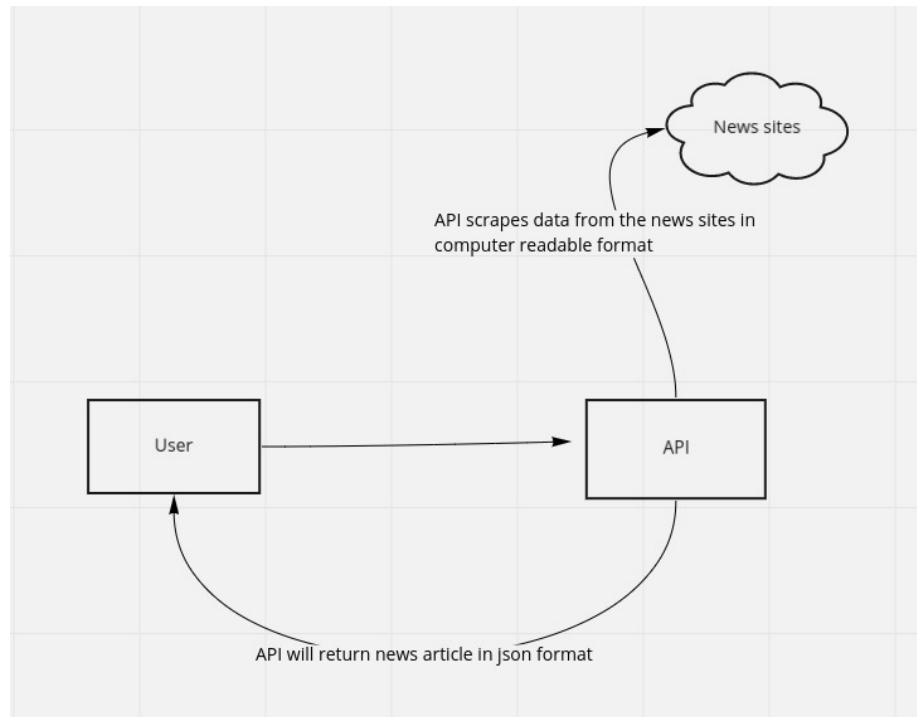 News sites
API scrapes data from the news sites in
computer readable format
User
API
API will return news article in json format